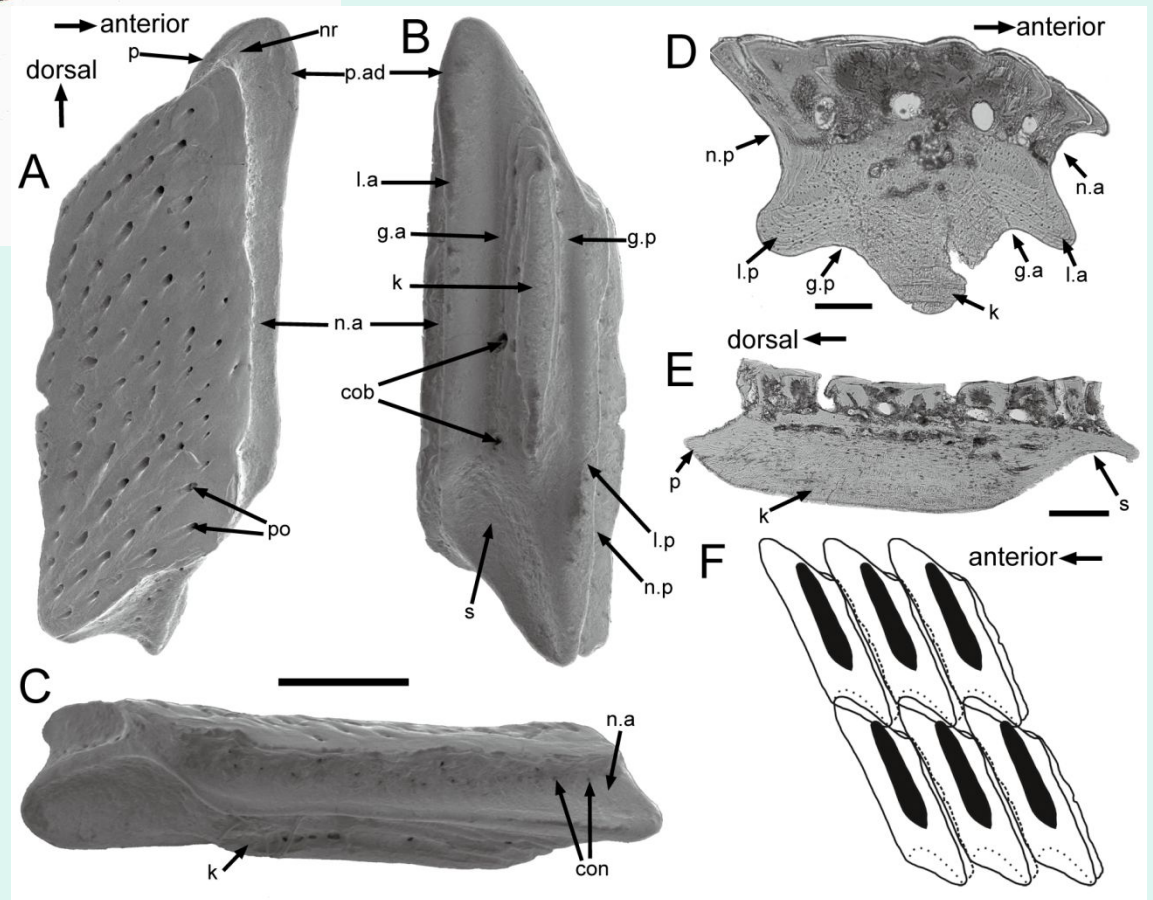 anterior
p
nr
dorsal
p.ad
A
B
l.a
g.a
g.p
k
n.a
cob
po
l.p
n.p
s
C
n.a
con
k
D
anterior
n.p
n.a
l.p
g.p
g.a
l.a
k
dorsal
E
p
k
s
F
anterior